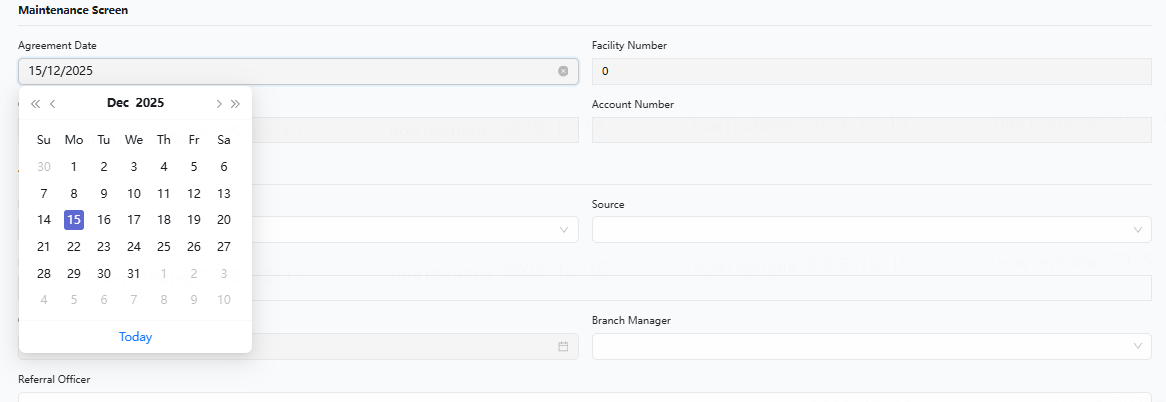 Maintenance Screen
Agreement Date Facility Number
15/12/2025 0
Dec 2025
Account Number
Su Mo Tu We Th Fr Sa
30 1 2 3 4 5 6
7 8 9 10 11 12 13
14 15 16 17 18 19 20
Source
21 22 23 24 25 26 27
28 29 30 31 1 2 3
4 5 6 7 8 9 10
Branch Manager
Today
Referral Officer